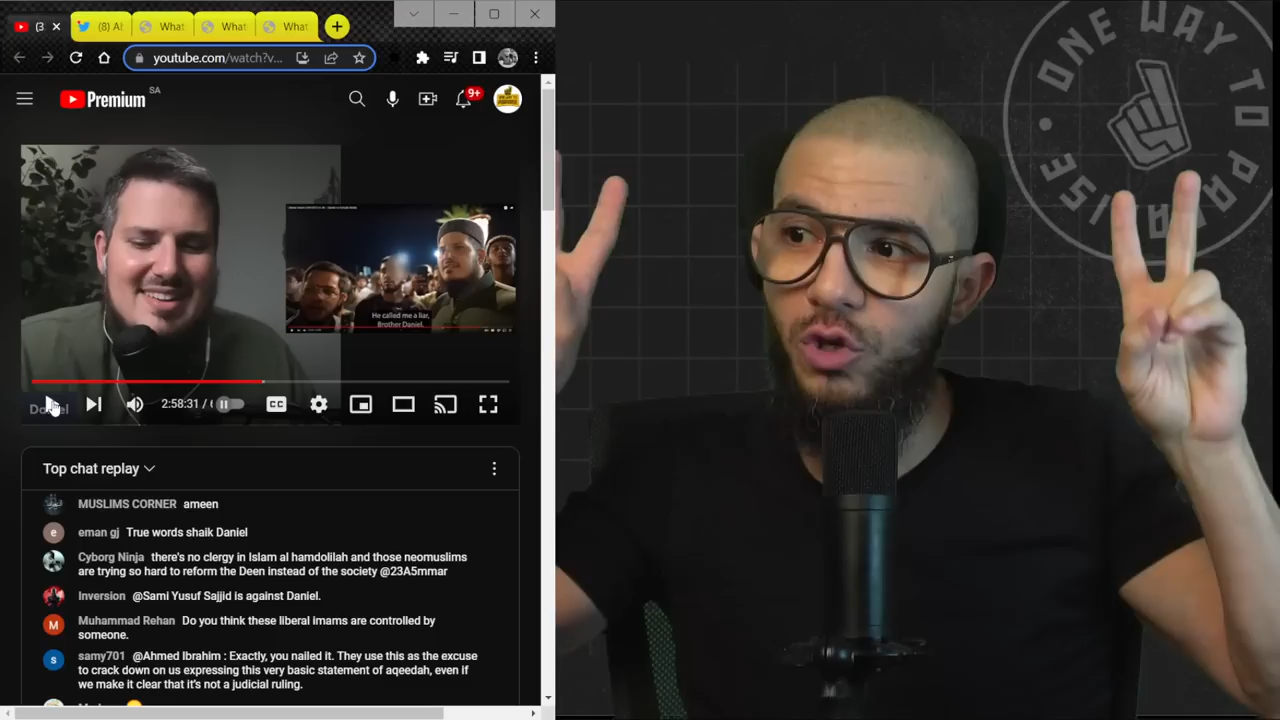 (3
(8) Al
What
What
What
youtube.com/watch?v...
Premium
SA
9+
He called me a liar,
Brother Daniel.
2:58:31 /
CC
Top chat replay
MUSLIMS CORNER ameen
e
eman gj True words shaik Daniel
Cyborg Ninja there's no clergy in Islam al hamdolilah and those neomuslims
are trying so hard to reform the Deen instead of the society @23A5mmar
Inversion @Sami Yusuf Sajjid is against Daniel.
M
Muhammad Rehan Do you think these liberal imams are controlled by
someone.
s
samy701 @Ahmed Ibrahim : Exactly, you nailed it. They use this as the excuse
to crack down on us expressing this very basic statement of aqeedah, even if
we make it clear that it's not a judicial ruling.
ONE WAY TO PARADISE